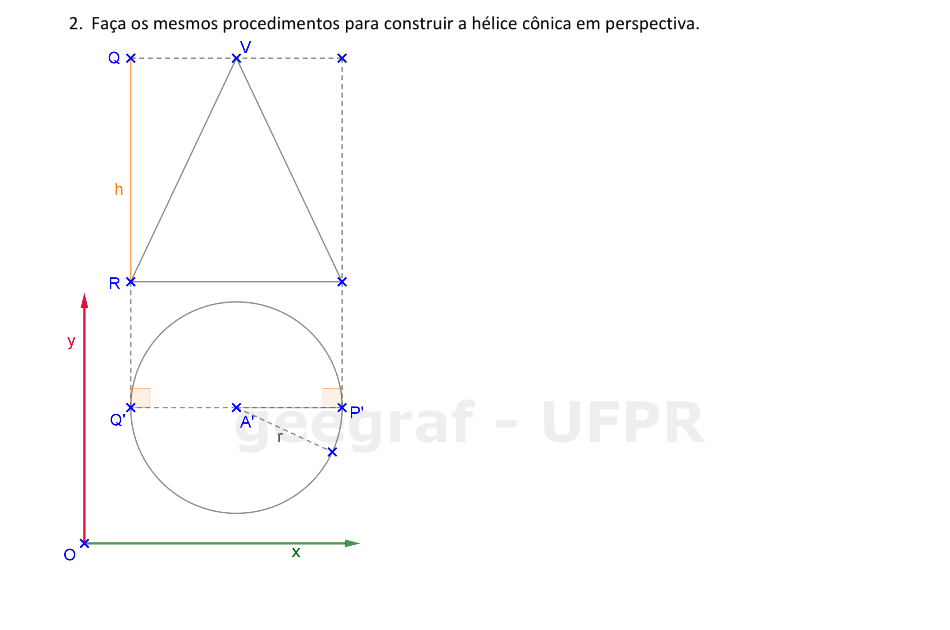 2. Faça os mesmos procedimentos para construir a hélice cônica em perspectiva.
Q
V
h
R
y
Q'
A'
P'
r
geegraf - UFPR
O
x